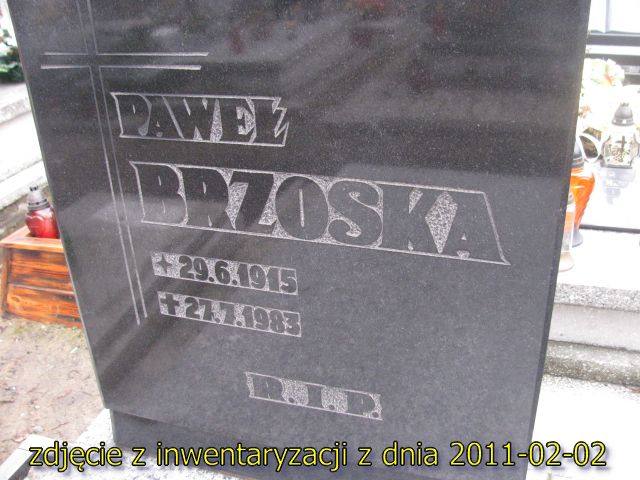 PAWEŁ
BRZOSKA
+29.6.1915
+27.7.1983
R.I.P.
zdjęcie z inwentaryzacji z dnia 2011-02-02